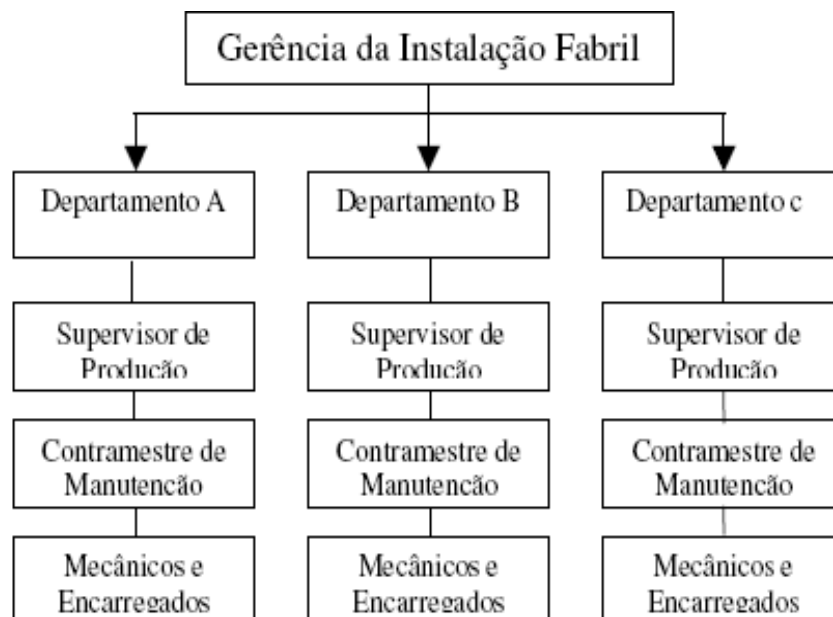 Gerência da Instalação Fabril
Departamento A
Departamento B
Departamento c
Supervisor de
Produção
Supervisor de
Produção
Supervisor de
Produção
Contramestre de
Manutenção
Contramestre de
Manutenção
Contramestre de
Manutenção
Mecânicos e
Encarregados
Mecânicos e
Encarregados
Mecânicos e
Encarregados